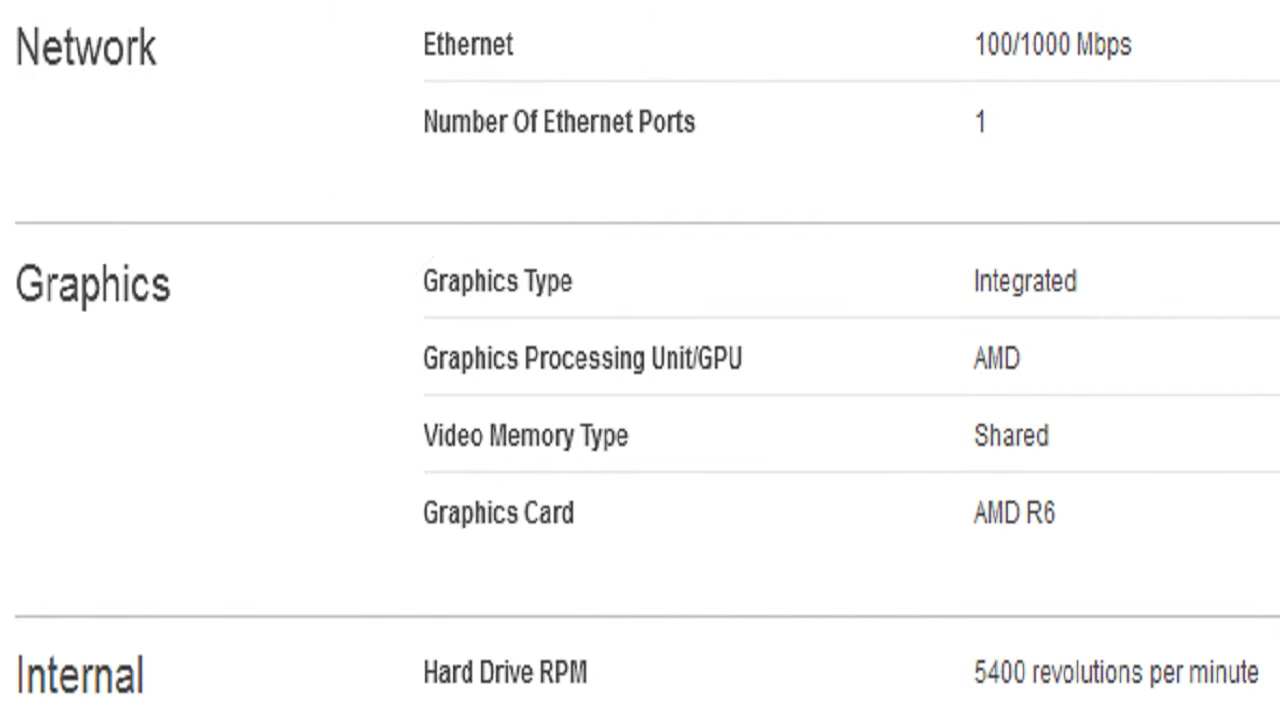 Network Ethernet 100/1000 Mbps
Number Of Ethernet Ports 1
Graphics Graphics Type Integrated
Graphics Processing Unit/GPU AMD
Video Memory Type Shared
Graphics Card AMD R6
Internal Hard Drive RPM 5400 revolutions per minute